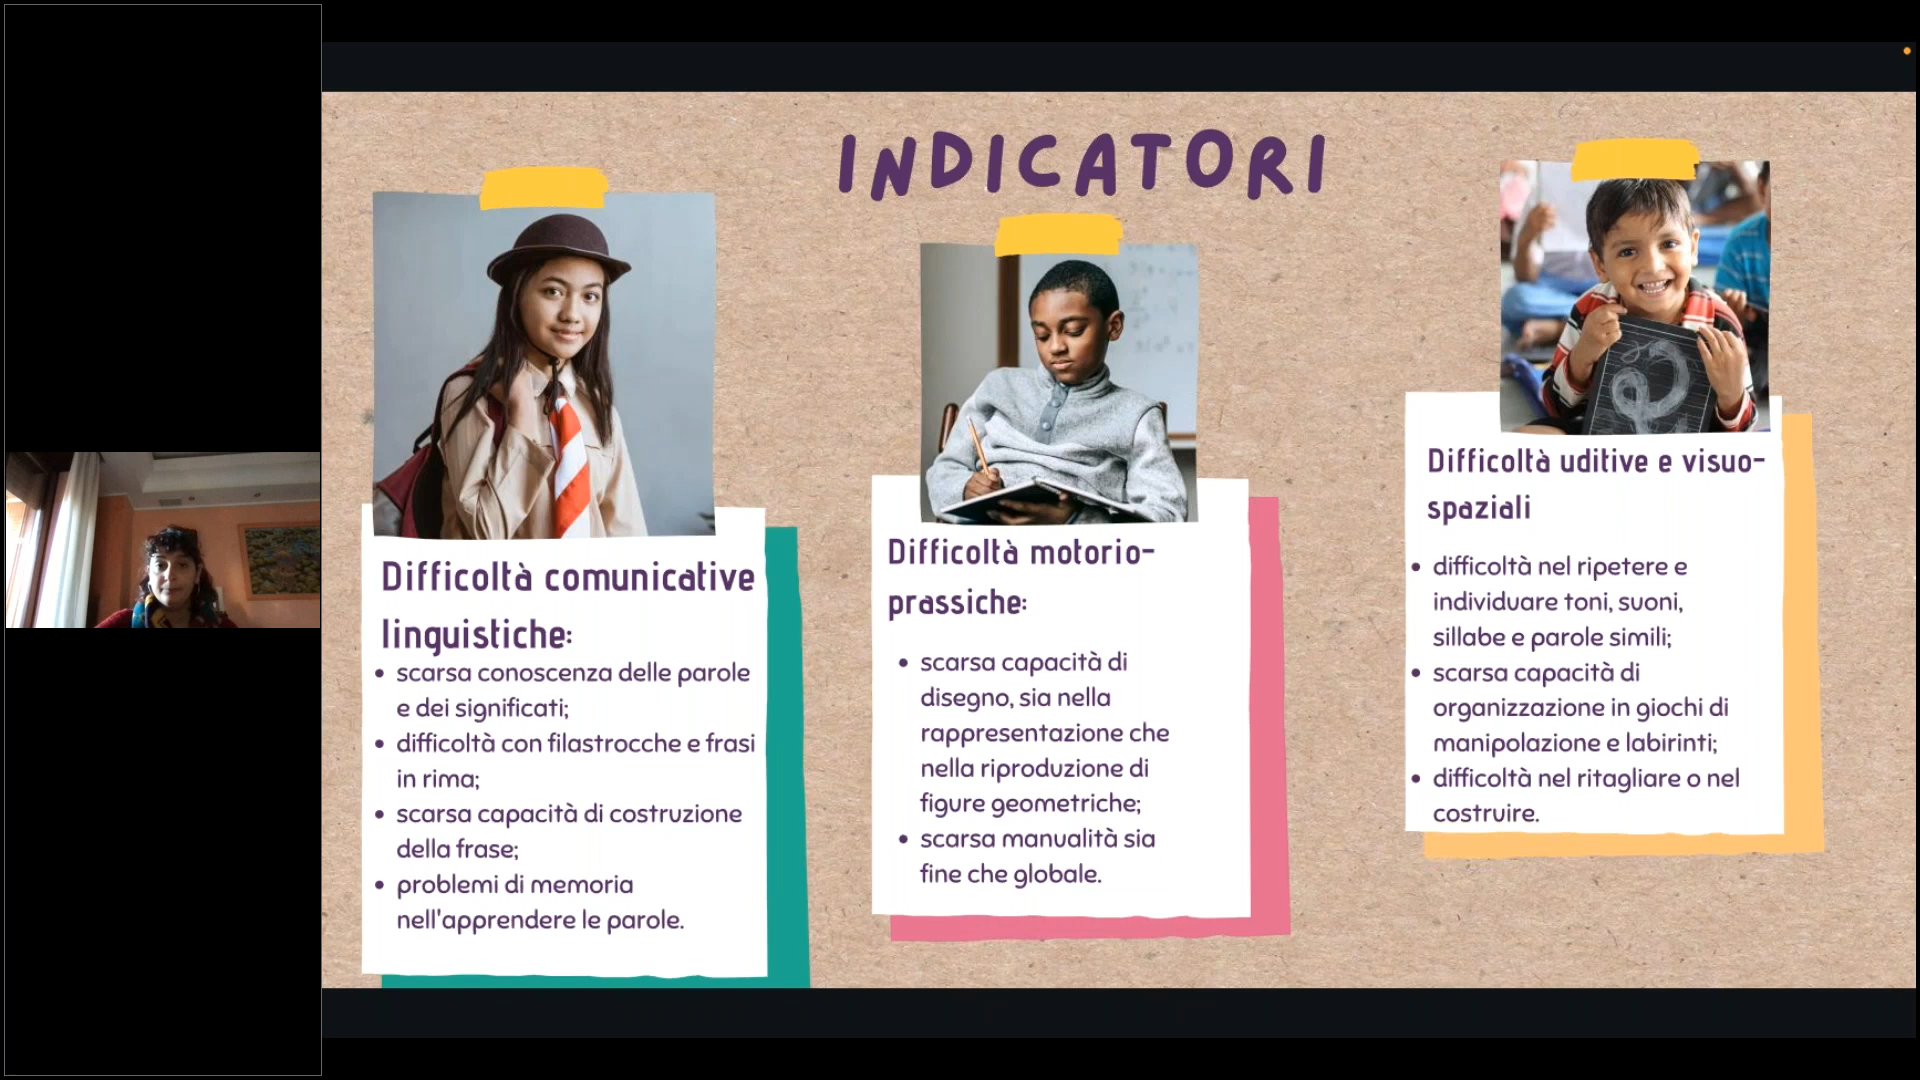 INDICATORI
Difficoltà comunicative
linguistiche:
• scarsa conoscenza delle parole
e dei significati;
• difficoltà con filastrocche e frasi
in rima;
• scarsa capacità di costruzione
della frase;
• problemi di memoria
nell'apprendere le parole.
Difficoltà motorio-
prassiche:
• scarsa capacità di
disegno, sia nella
rappresentazione che
nella riproduzione di
figure geometriche;
• scarsa manualità sia
fine che globale.
Difficoltà uditive e visuo-
spaziali
• difficoltà nel ripetere e
individuare toni, suoni,
sillabe e parole simili;
• scarsa capacità di
organizzazione in giochi di
manipolazione e labirinti;
• difficoltà nel ritagliare o nel
costruire.